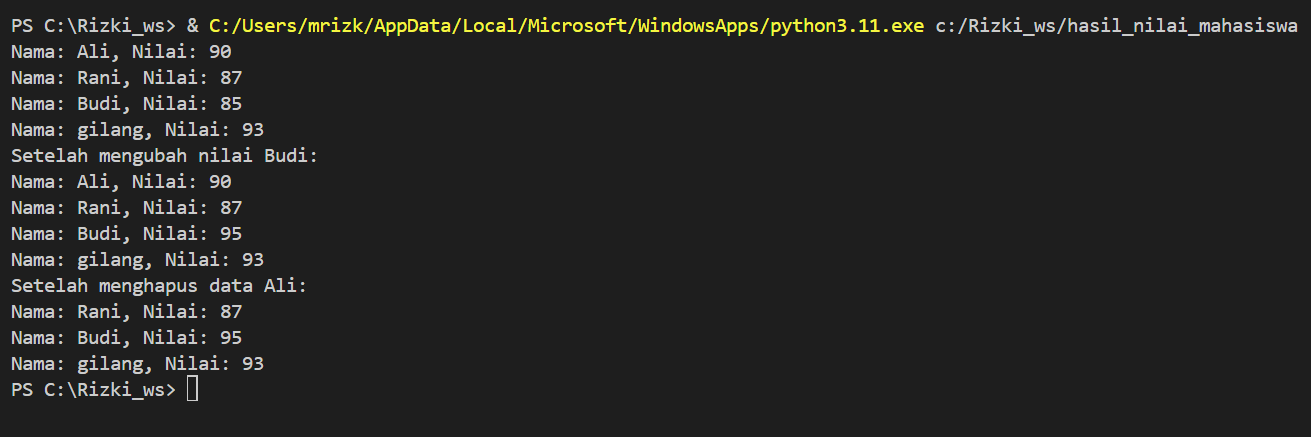 PS C:\Rizki_ws> & C:/Users/mrizk/AppData/Local/Microsoft/WindowsApps/python3.11.exe c:/Rizki_ws/hasil_nilai_mahasiswa
Nama: Ali, Nilai: 90
Nama: Rani, Nilai: 87
Nama: Budi, Nilai: 85
Nama: gilang, Nilai: 93
Setelah mengubah nilai Budi:
Nama: Ali, Nilai: 90
Nama: Rani, Nilai: 87
Nama: Budi, Nilai: 95
Nama: gilang, Nilai: 93
Setelah menghapus data Ali:
Nama: Rani, Nilai: 87
Nama: Budi, Nilai: 95
Nama: gilang, Nilai: 93
PS C:\Rizki_ws>